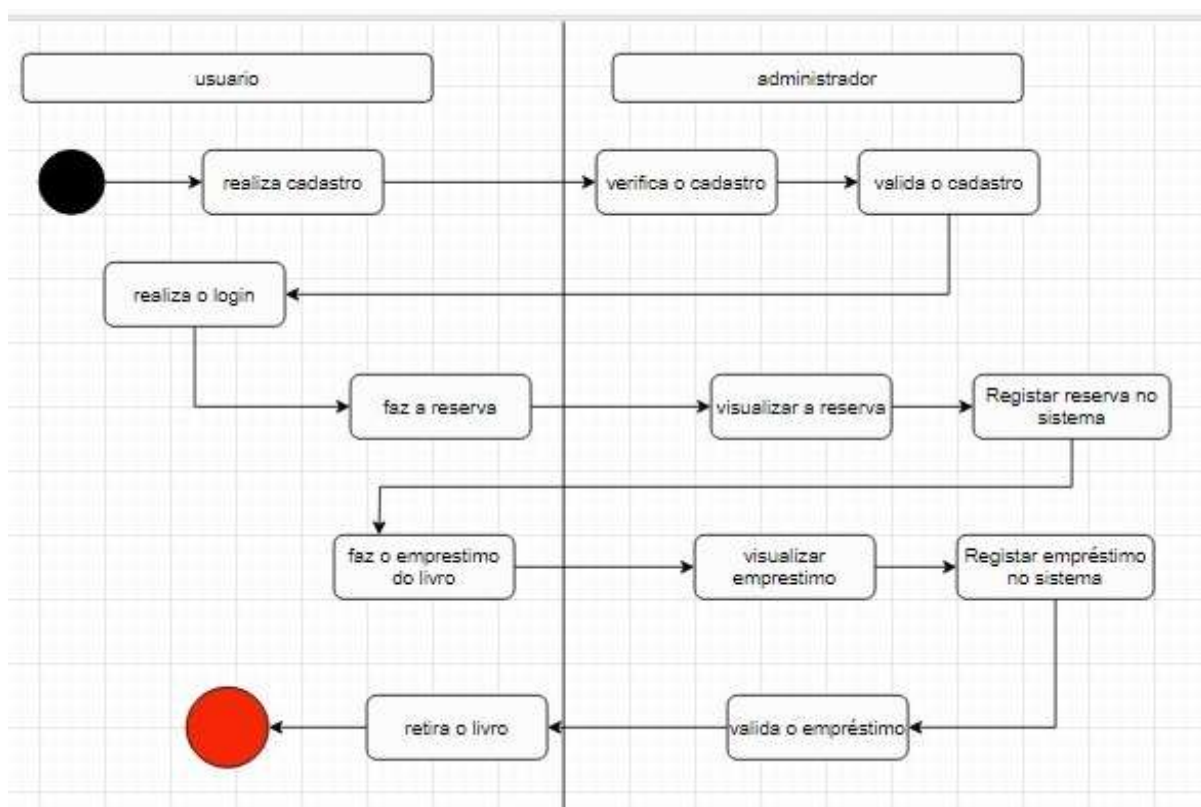 usuario
administrador
realiza cadastro
verifica o cadastro
valida o cadastro
realiza o login
faz a reserva
visualizar a reserva
Registar reserva no
sistema
faz o emprestimo
do livro
visualizar
emprestimo
Registar empréstimo
no sistema
retira o livro
valida o empréstimo